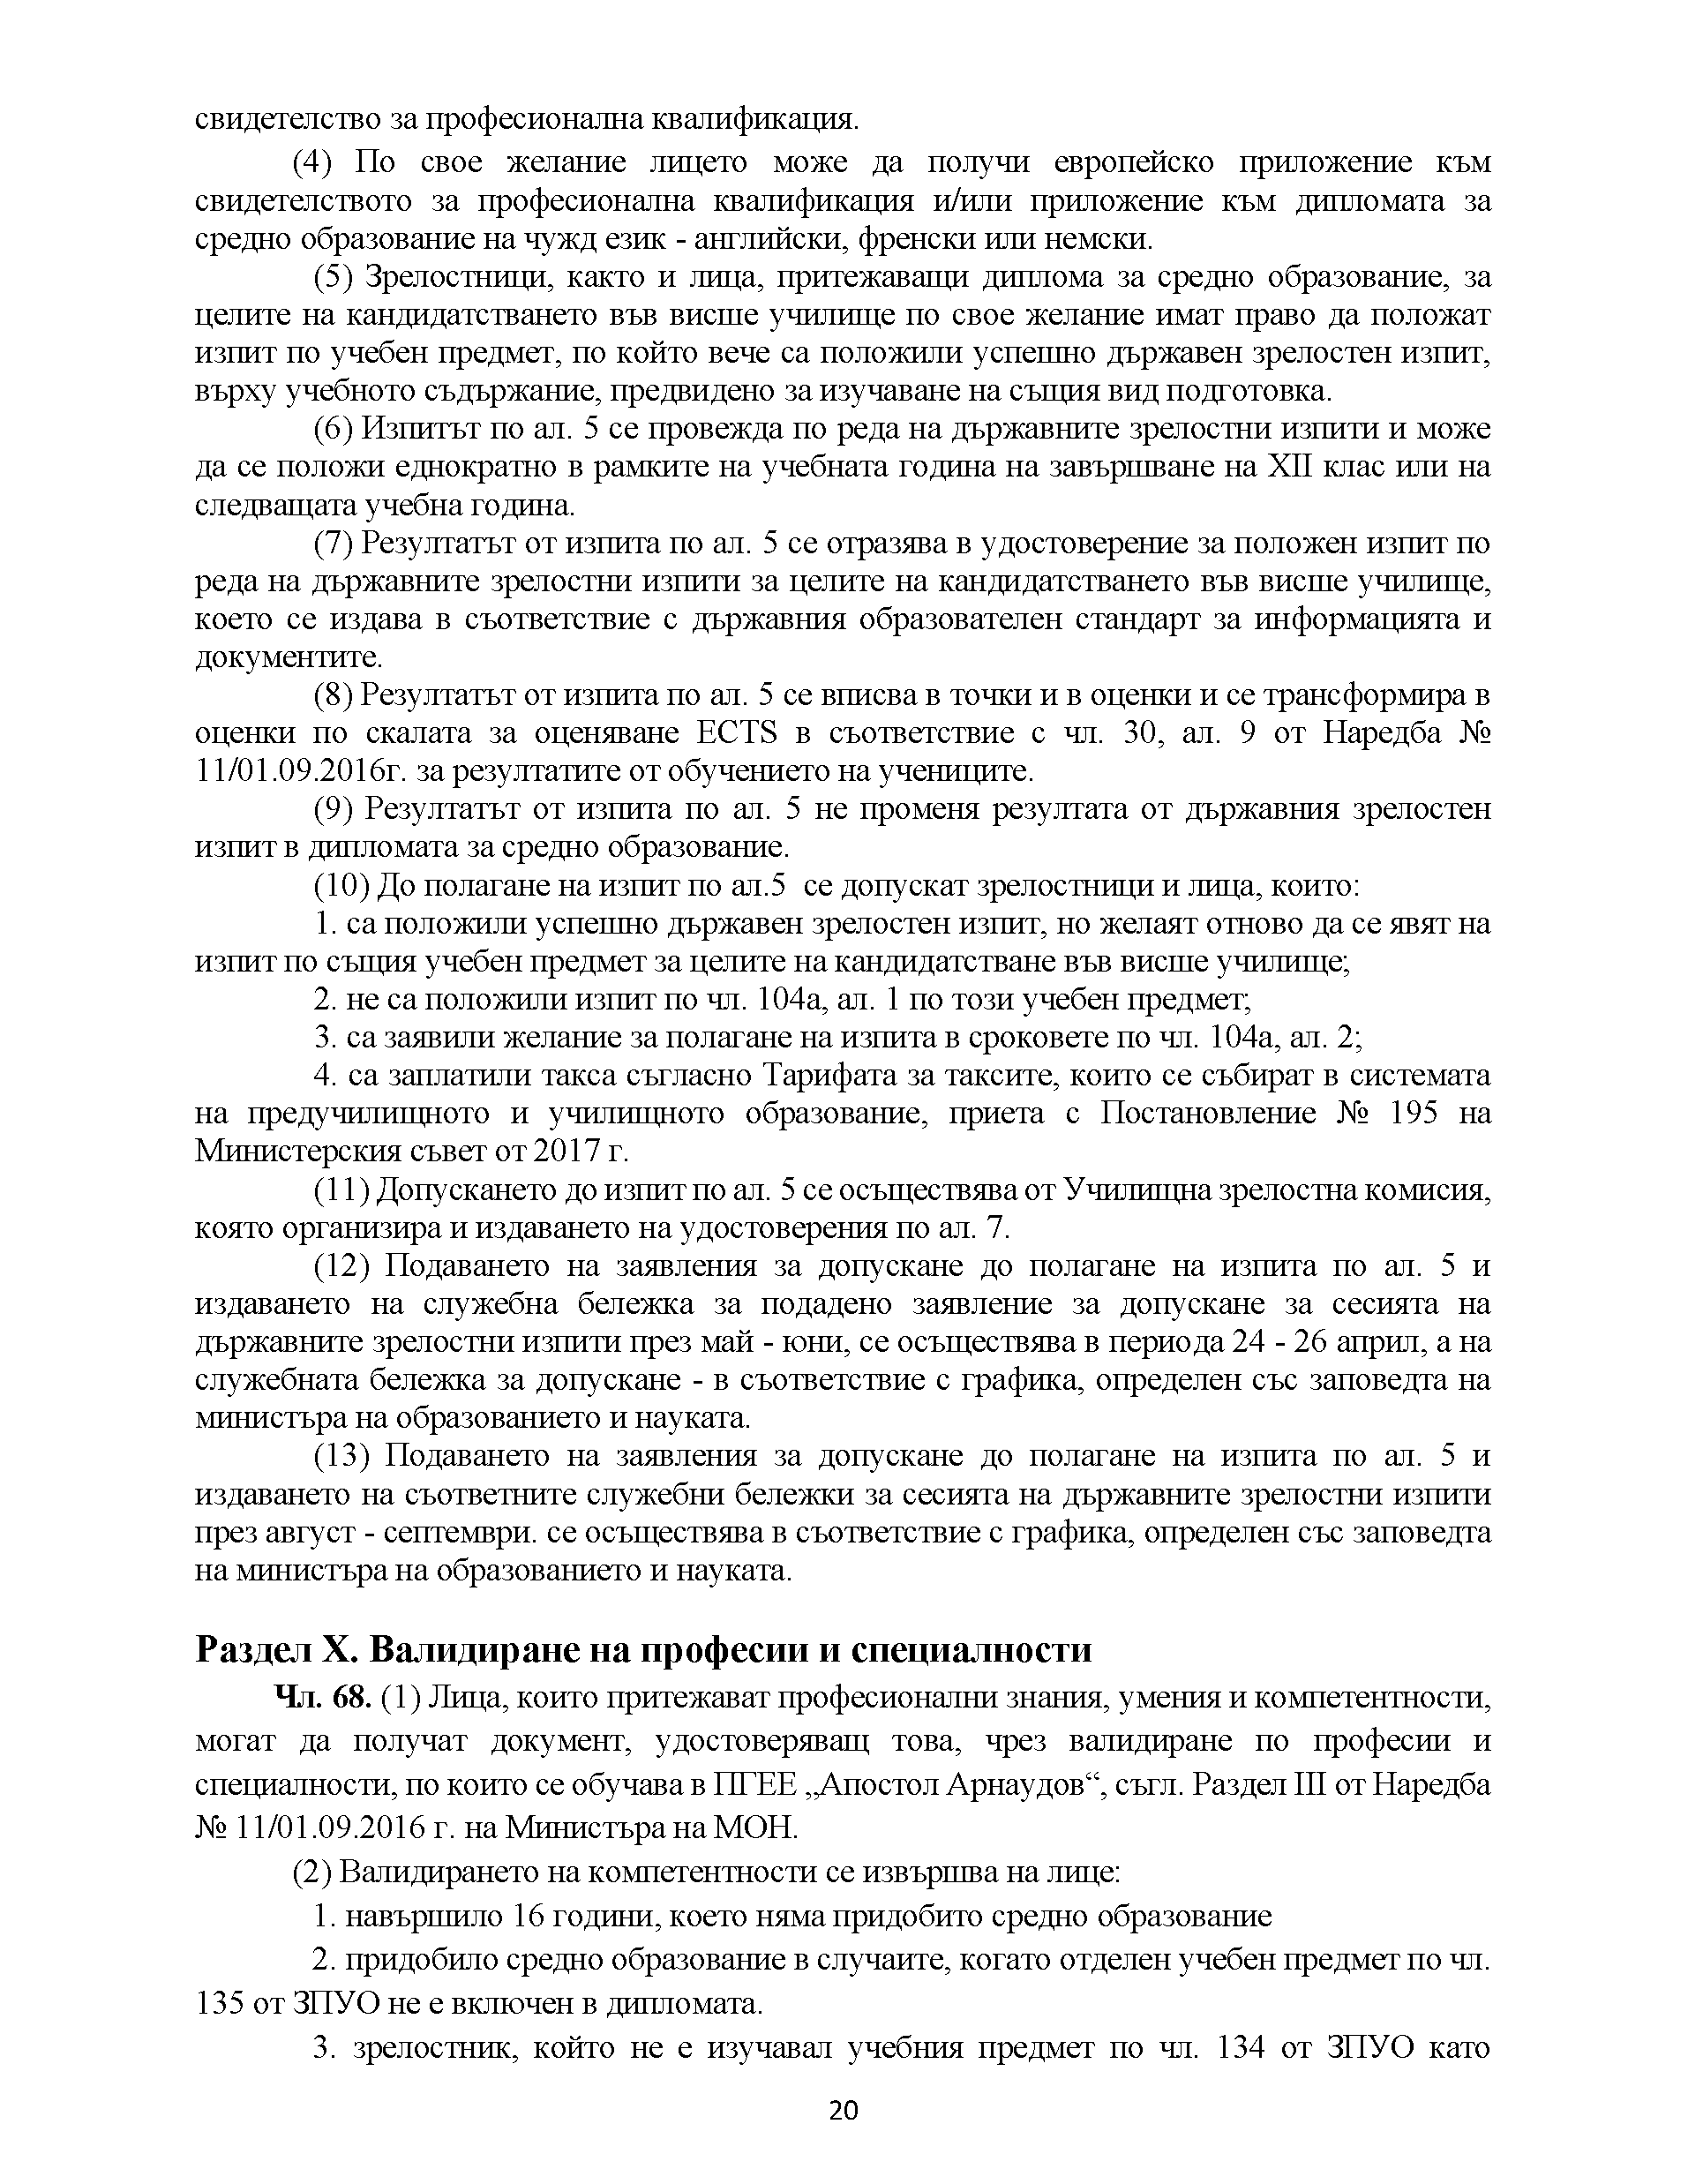 свидетелство за професионална квалификация.
(4) По свое желание лицето може да получи европейско приложение към
свидетелството за професионална квалификация и/или приложение към дипломата за
средно образование на чужд език - английски, френски или немски.
(5) Зрелостници, както и лица, притежаващи диплома за средно образование, за
целите на кандидатстването във висше училище по свое желание имат право да положат
изпит по учебен предмет, по който вече са положили успешно държавен зрелостен изпит,
върху учебното съдържание, предвидено за изучаване на същия вид подготовка.
(6) Изпитът по ал. 5 се провежда по реда на държавните зрелостни изпити и може
да се положи еднократно в рамките на учебната година на завършване на XII клас или на
следващата учебна година.
(7) Резултатът от изпита по ал. 5 се отразява в удостоверение за положен изпит по
реда на държавните зрелостни изпити за целите на кандидатстването във висше училище,
което се издава в съответствие с държавния образователен стандарт за информацията и
документите.
(8) Резултатът от изпита по ал. 5 се вписва в точки и в оценки и се трансформира в
оценки по скалата за оценяване ECTS в съответствие с чл. 30, ал. 9 от Наредба №
11/01.09.2016г. за резултатите от обучението на учениците.
(9) Резултатът от изпита по ал. 5 не променя резултата от държавния зрелостен
изпит в дипломата за средно образование.
(10) До полагане на изпит по ал.5  се допускат зрелостници и лица, които:
1. са положили успешно държавен зрелостен изпит, но желаят отново да се явят на
изпит по същия учебен предмет за целите на кандидатстване във висше училище;
2. не са положили изпит по чл. 104а, ал. 1 по този учебен предмет;
3. са заявили желание за полагане на изпита в сроковете по чл. 104а, ал. 2;
4. са заплатили такса съгласно Тарифата за таксите, които се събират в системата
на предучилищното и училищното образование, приета с Постановление № 195 на
Министерския съвет от 2017 г.
(11) Допускането до изпит по ал. 5 се осъществява от Училищна зрелостна комисия,
която организира и издаването на удостоверения по ал. 7.
(12) Подаването на заявления за допускане до полагане на изпита по ал. 5 и
издаването на служебна бележка за подадено заявление за допускане за сесията на
държавните зрелостни изпити през май - юни, се осъществява в периода 24 - 26 април, а на
служебната бележка за допускане - в съответствие с графика, определен със заповедта на
министъра на образованието и науката.
(13) Подаването на заявления за допускане до полагане на изпита по ал. 5 и
издаването на съответните служебни бележки за сесията на държавните зрелостни изпити
през август - септември. се осъществява в съответствие с графика, определен със заповедта
на министъра на образованието и науката.
Раздел X. Валидиране на професии и специалности
Чл. 68. (1) Лица, които притежават професионални знания, умения и компетентности,
могат да получат документ, удостоверяващ това, чрез валидиране по професии и
специалности, по които се обучава в ПГЕЕ „Апостол Арнаудов“, съгл. Раздел III от Наредба
№ 11/01.09.2016 г. на Министъра на МОН.
(2) Валидирането на компетентности се извършва на лице:
1. навършило 16 години, което няма придобито средно образование
2. придобило средно образование в случаите, когато отделен учебен предмет по чл.
135 от ЗПУО не е включен в дипломата.
3. зрелостник, който не е изучавал учебния предмет по чл. 134 от ЗПУО като
20